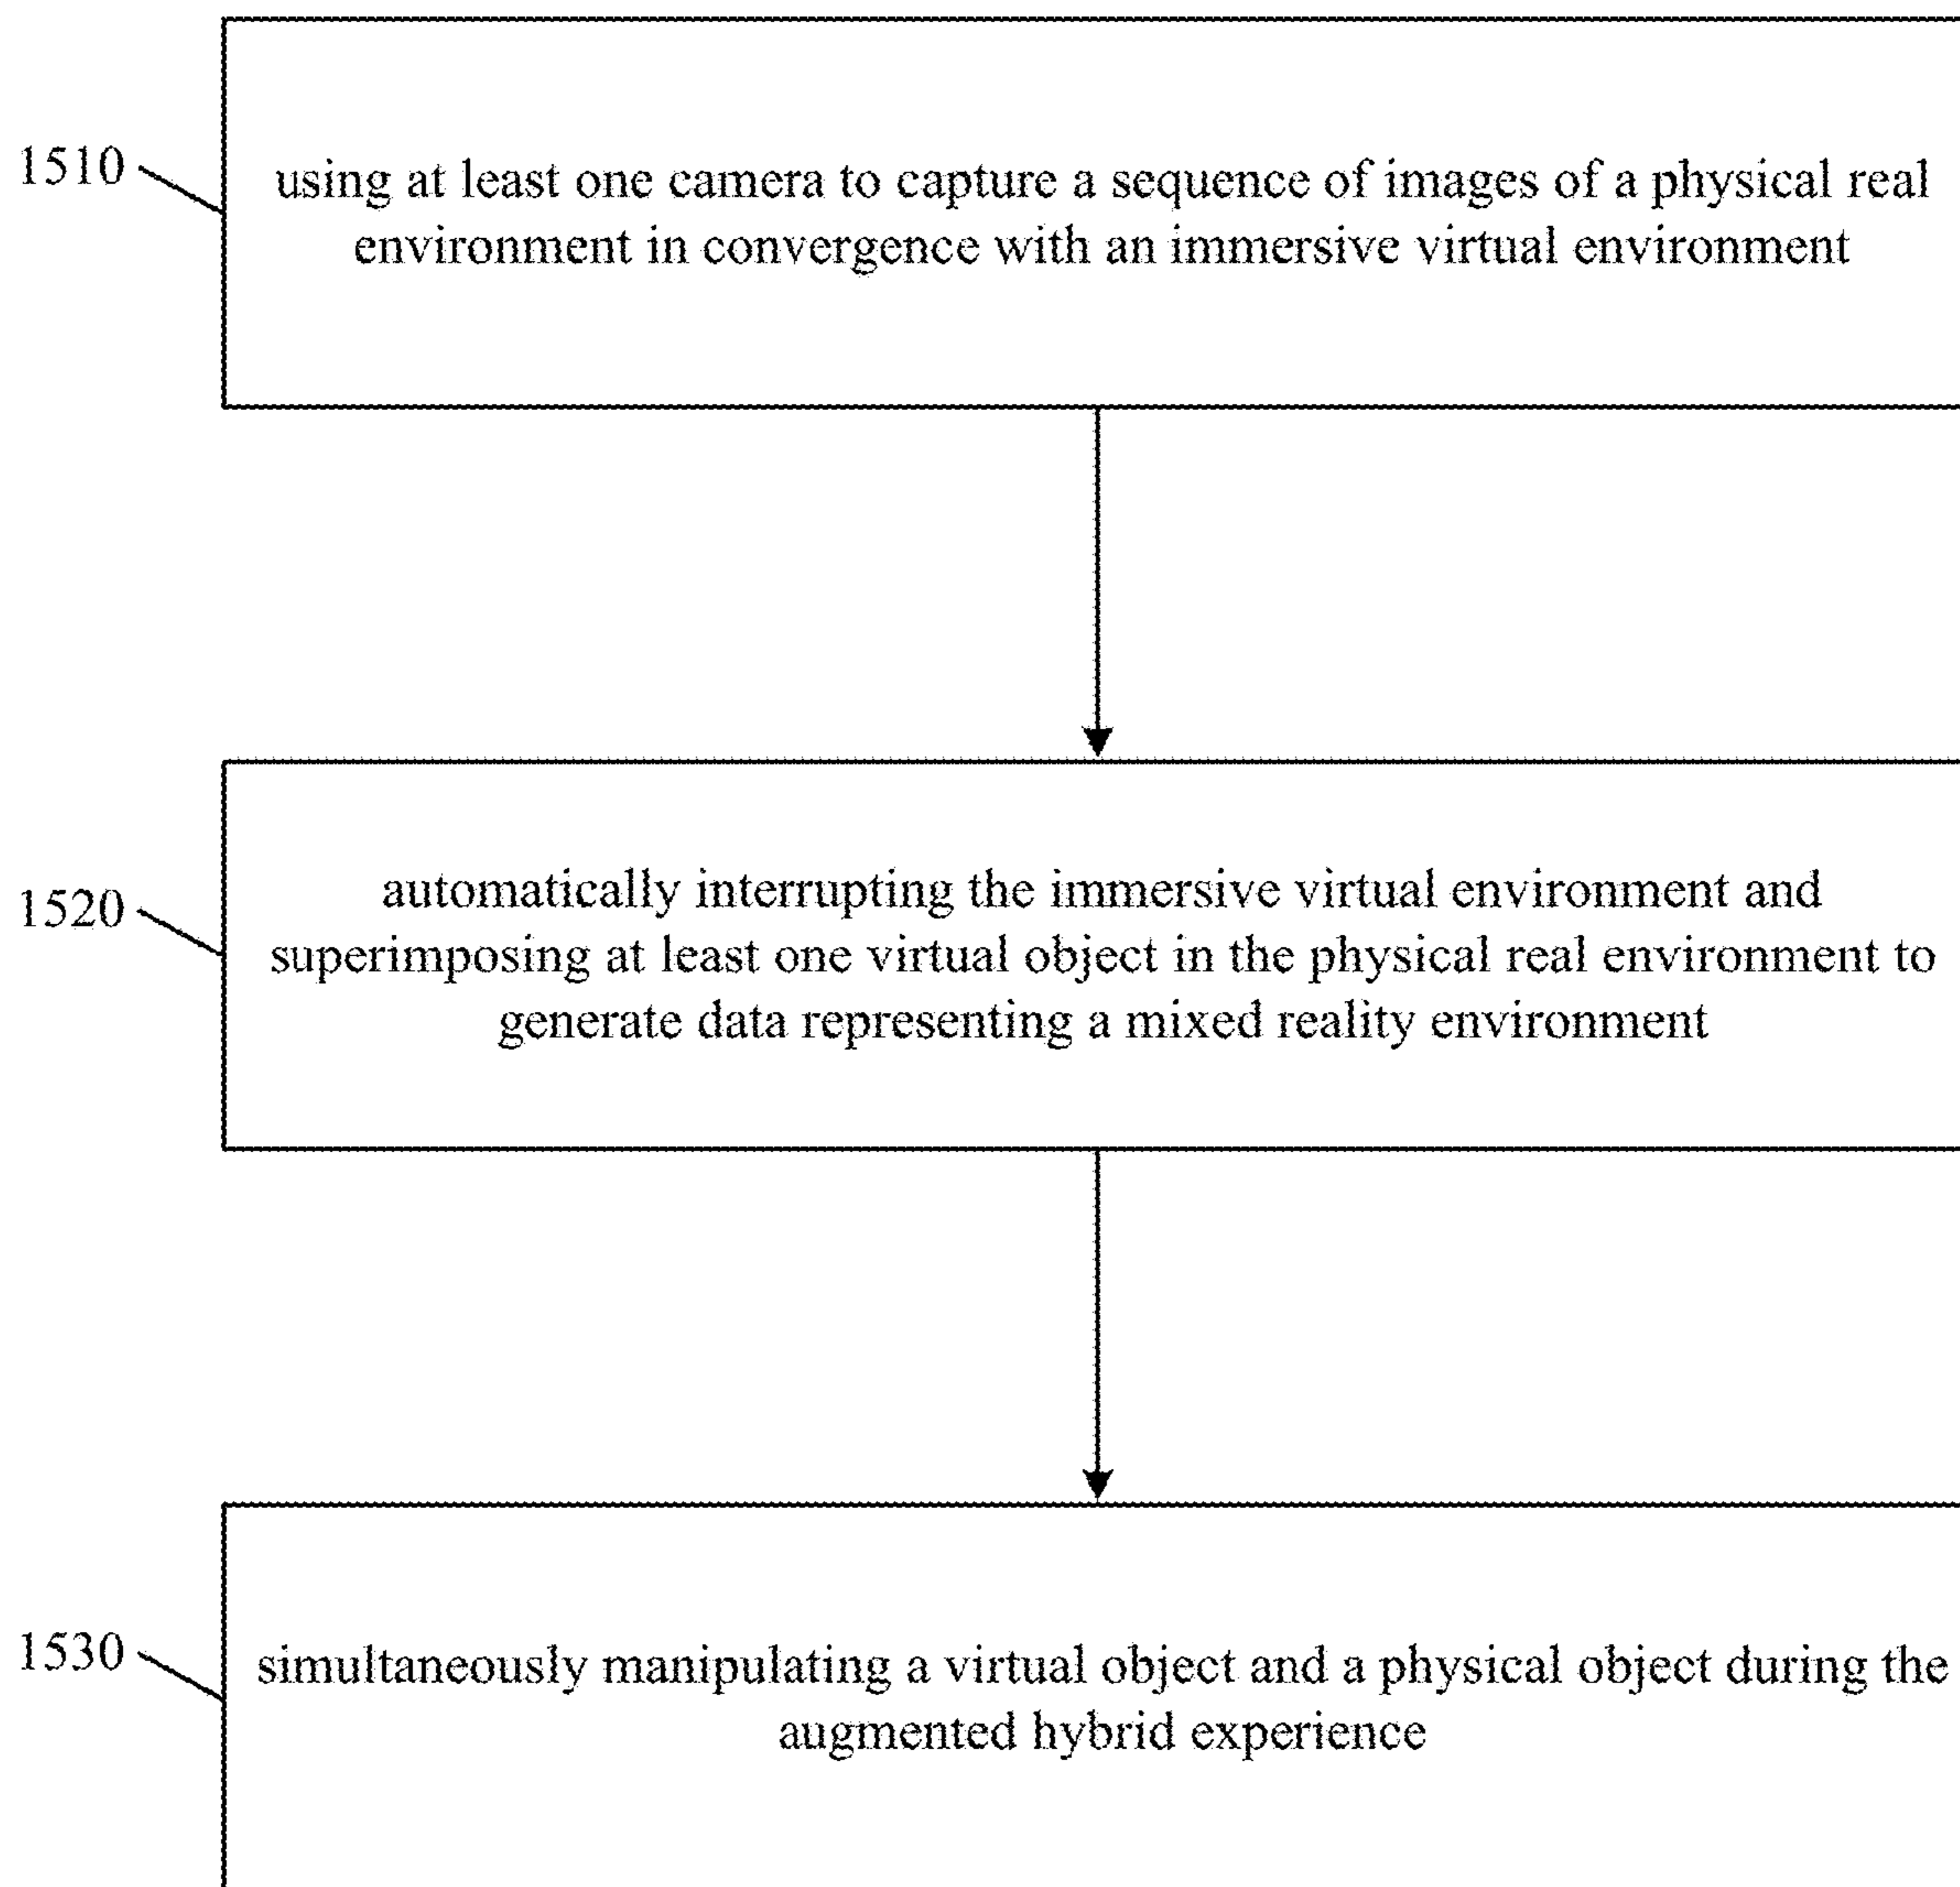 1510
using at least one camera to capture a sequence of images of a physical real
environment in convergence with an immersive virtual environment
1520
automatically interrupting the immersive virtual environment and
superimposing at least one virtual object in the physical real environment to
generate data representing a mixed reality environment
1530
simultaneously manipulating a virtual object and a physical object during the
augmented hybrid experience